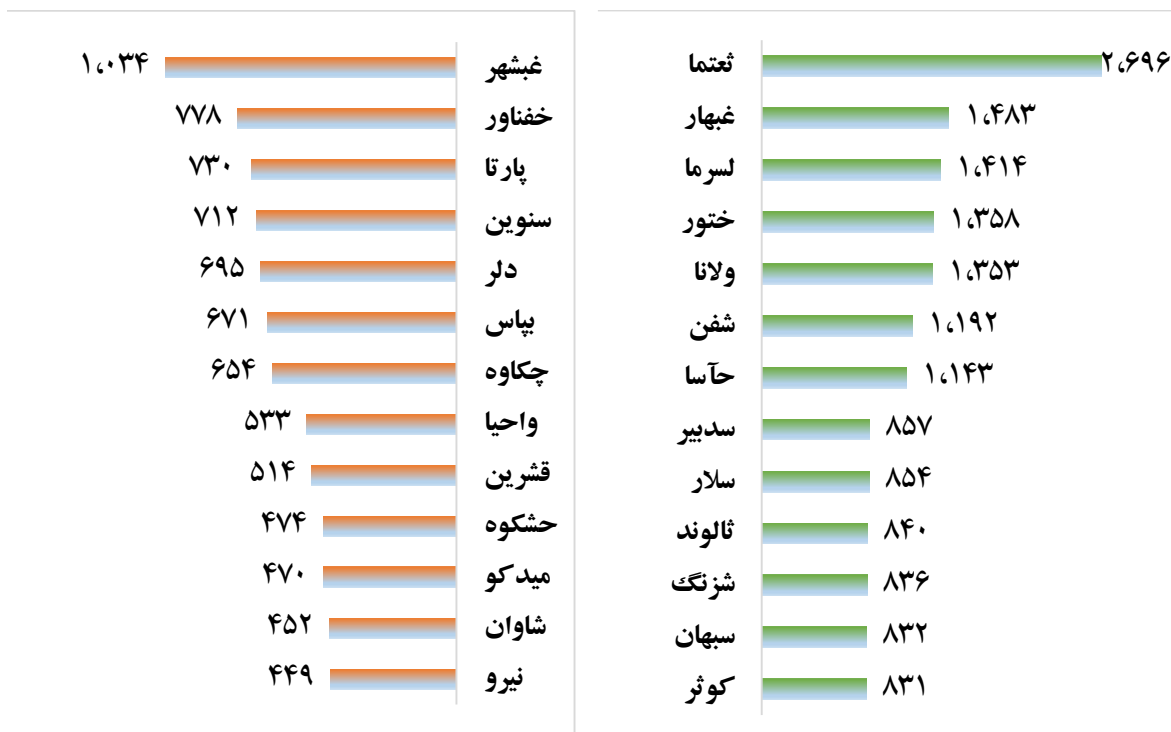 ثعتما ۲،۶۹۶
غبهار ۱،۴۸۳
لسرما ۱،۴۱۴
ختور ۱،۳۵۸
ولانا ۱،۳۵۳
شفن ۱،۱۹۲
حآسا ۱،۱۴۳
سدبیر ۸۵۷
سلار ۸۵۴
ثالوند ۸۴۰
شزنگ ۸۳۶
سبهان ۸۳۲
کوثر ۸۳۱
غبشهر ۱،۰۳۴
خفناور ۷۷۸
پارتا ۷۳۰
سنوین ۷۱۲
دلر ۶۹۵
بپاس ۶۷۱
چکاوه ۶۵۴
واحیا ۵۳۳
قشرین ۵۱۴
حشکوه ۴۷۴
میدکو ۴۷۰
شاوان ۴۵۲
نیرو ۴۴۹